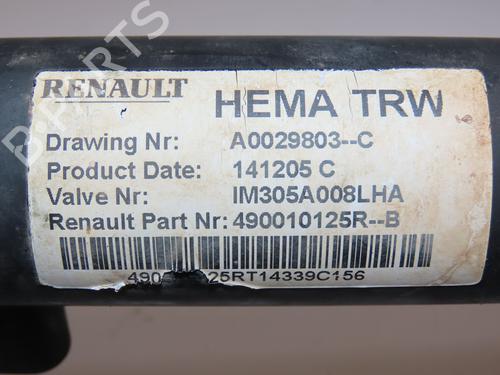 RENAULT HEMA TRW
Drawing Nr: A0029803--C
Product Date: 141205 C
Valve Nr: IM305A008LHA
Renault Part Nr: 490010125R--B